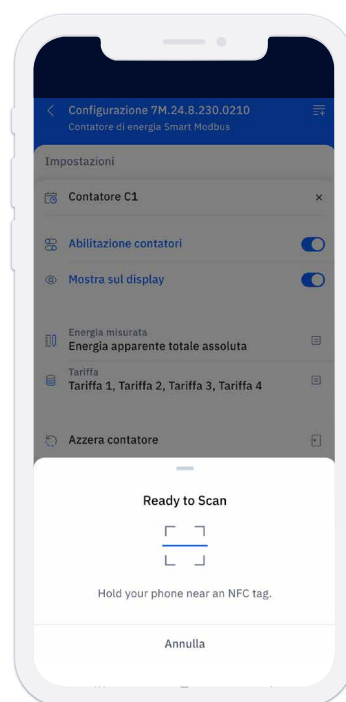 Configurazione 7M.24.8.230.0210
Contatore di energia Smart Modbus
Impostazioni
Contatore C1
Abilitazione contatori
Mostra sul display
Energia misurata
Energia apparente totale assoluta
Tariffa
Tariffa 1, Tariffa 2, Tariffa 3, Tariffa 4
Azzera contatore
Ready to Scan
Hold your phone near an NFC tag.
Annulla